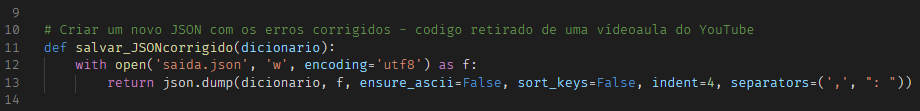 9
10 # Criar um novo JSON com os erros corrigidos - codigo retirado de uma vídeoaula do YouTube
11 def salvar_JSONcorrigido(dicionario):
12 with open('saida.json', 'w', encoding='utf8') as f:
13 return json.dump(dicionario, f, ensure_ascii=False, sort_keys=False, indent=4, separators=(',', ": "))
14